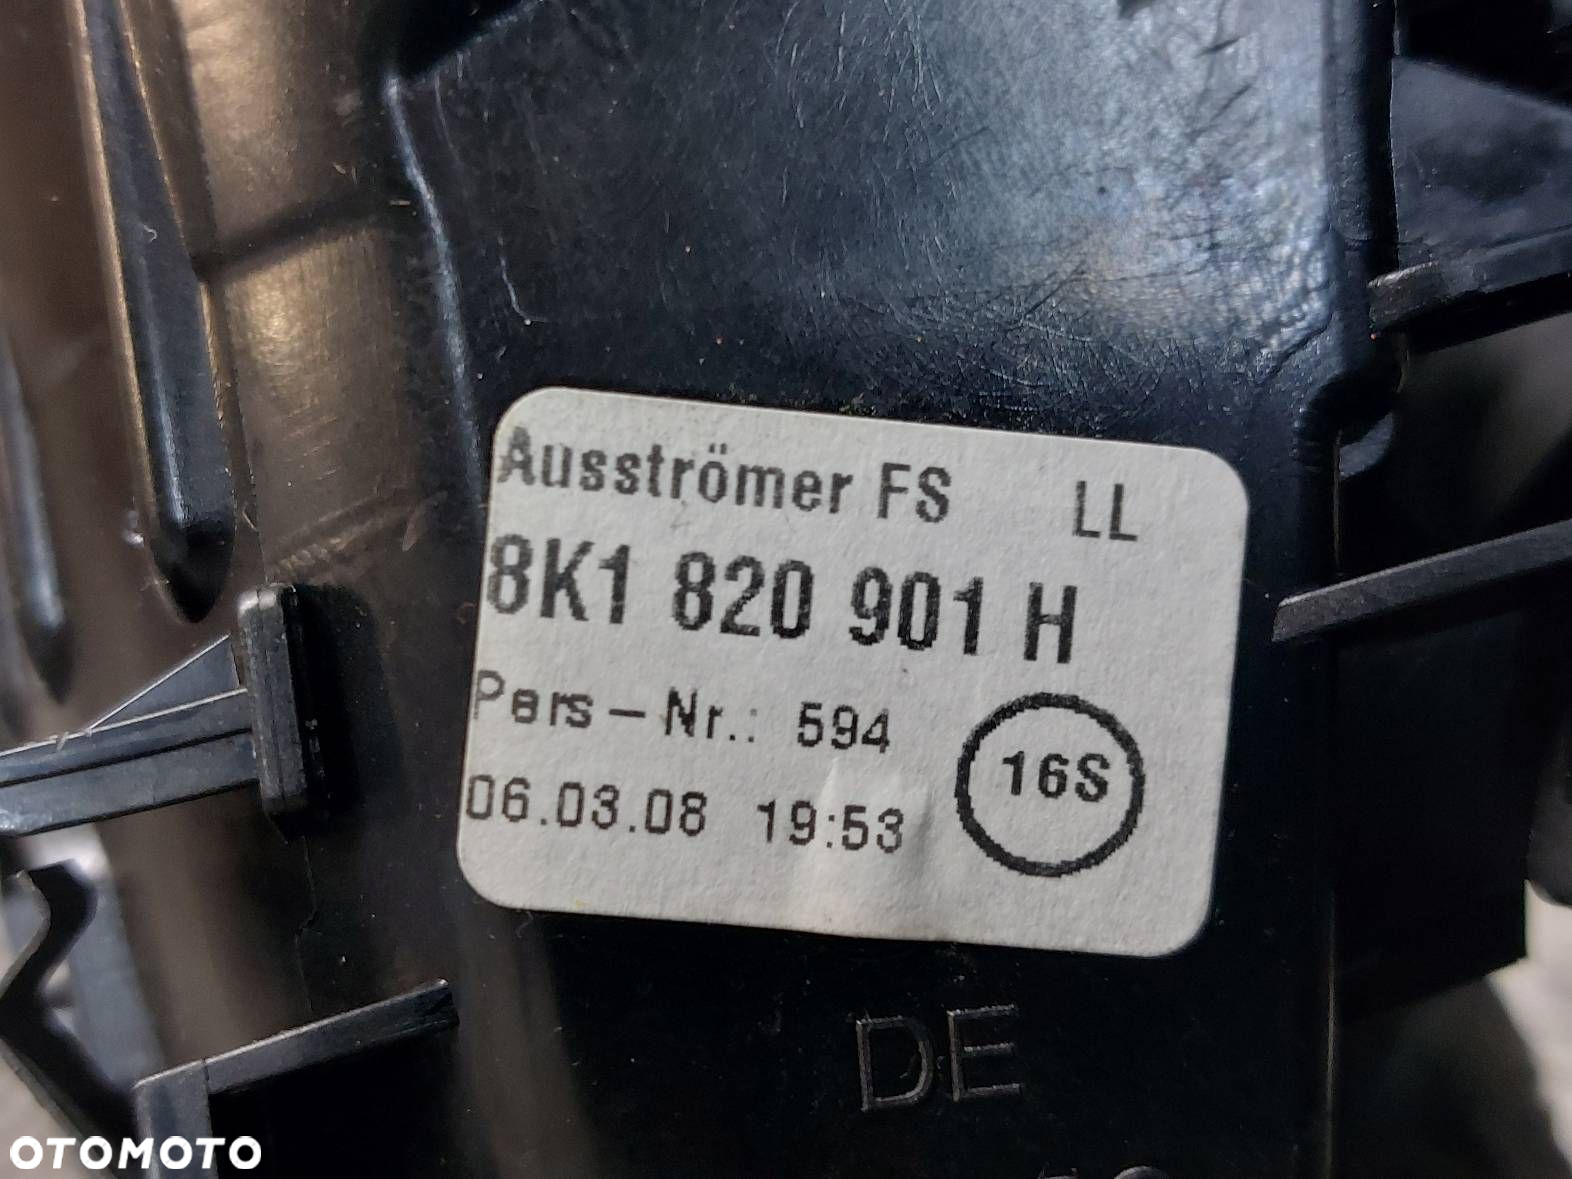 Ausströmer FS LL
8K1 820 901 H
Pers-Nr.: 594
16S
06.03.08 19:53
DE
OTOMOTO